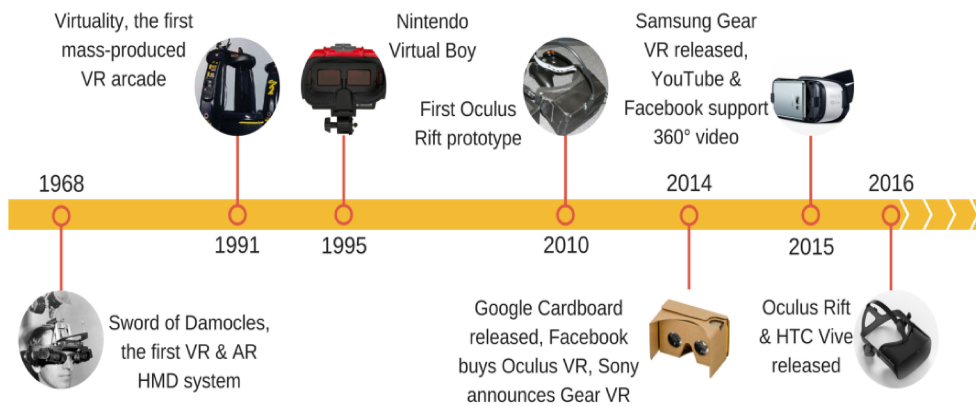 Virtuality, the first
mass-produced
VR arcade
Nintendo
Virtual Boy
First Oculus
Rift prototype
Samsung Gear
VR released,
YouTube &
Facebook support
360° video
1968
1991
1995
2010
2014
2015
2016
Sword of Damocles,
the first VR & AR
HMD system
Google Cardboard
released, Facebook
buys Oculus VR, Sony
announces Gear VR
Oculus Rift
& HTC Vive
released